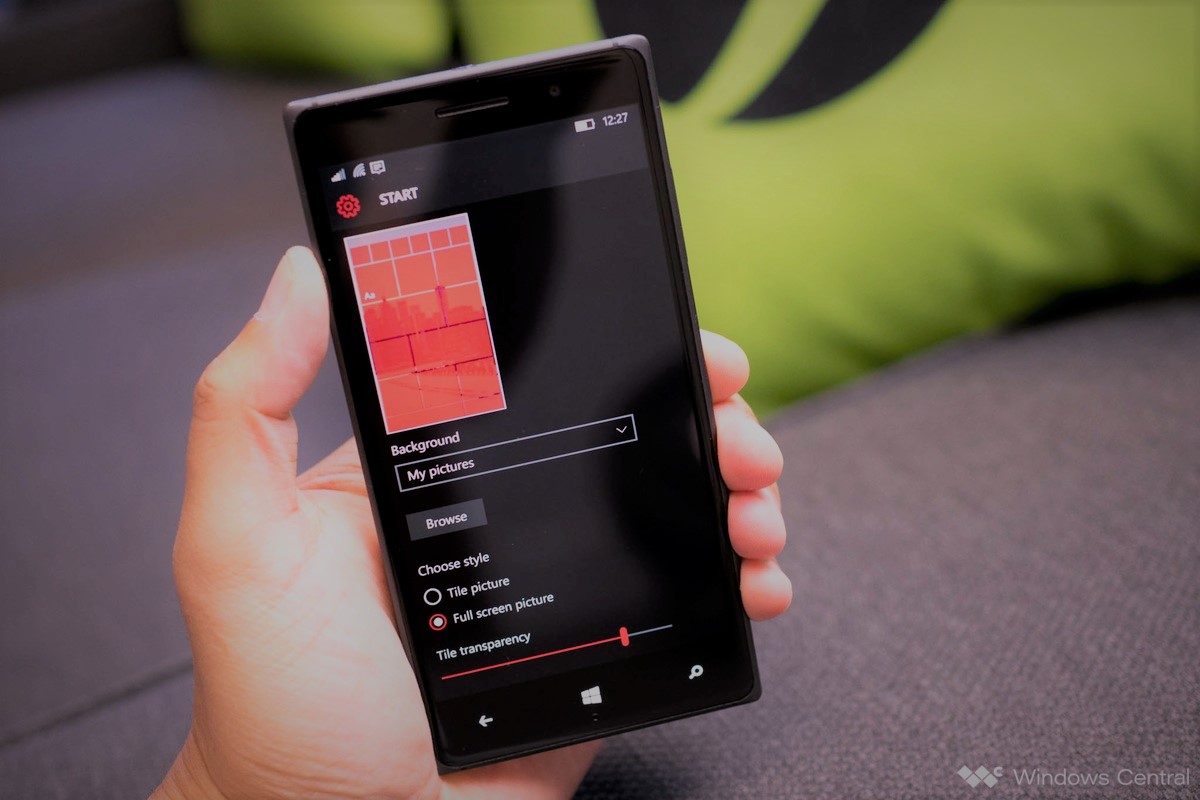 12:27
START
Aa
Background
My pictures
Browse
Choose style
Tile picture
Full screen picture
Tile transparency
Windows Central